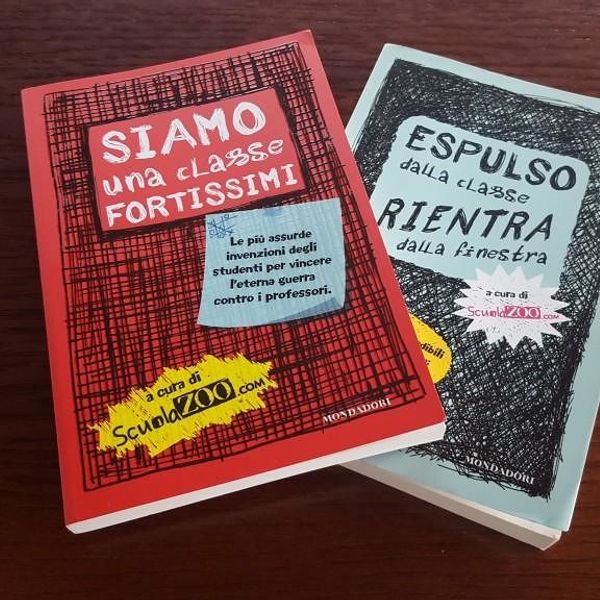 SIAMO
una classe
FORTISSIMI
Le più assurde
invenzioni degli
studenti per vincere
l'eterna guerra
contro i professori.
a cura di
ScuolaZOO.com
MONDADORI
ESPULSO
dalla classe
RIENTRA
dalla finestra
a cura di
ScuolaZOO.com
MONDADORI